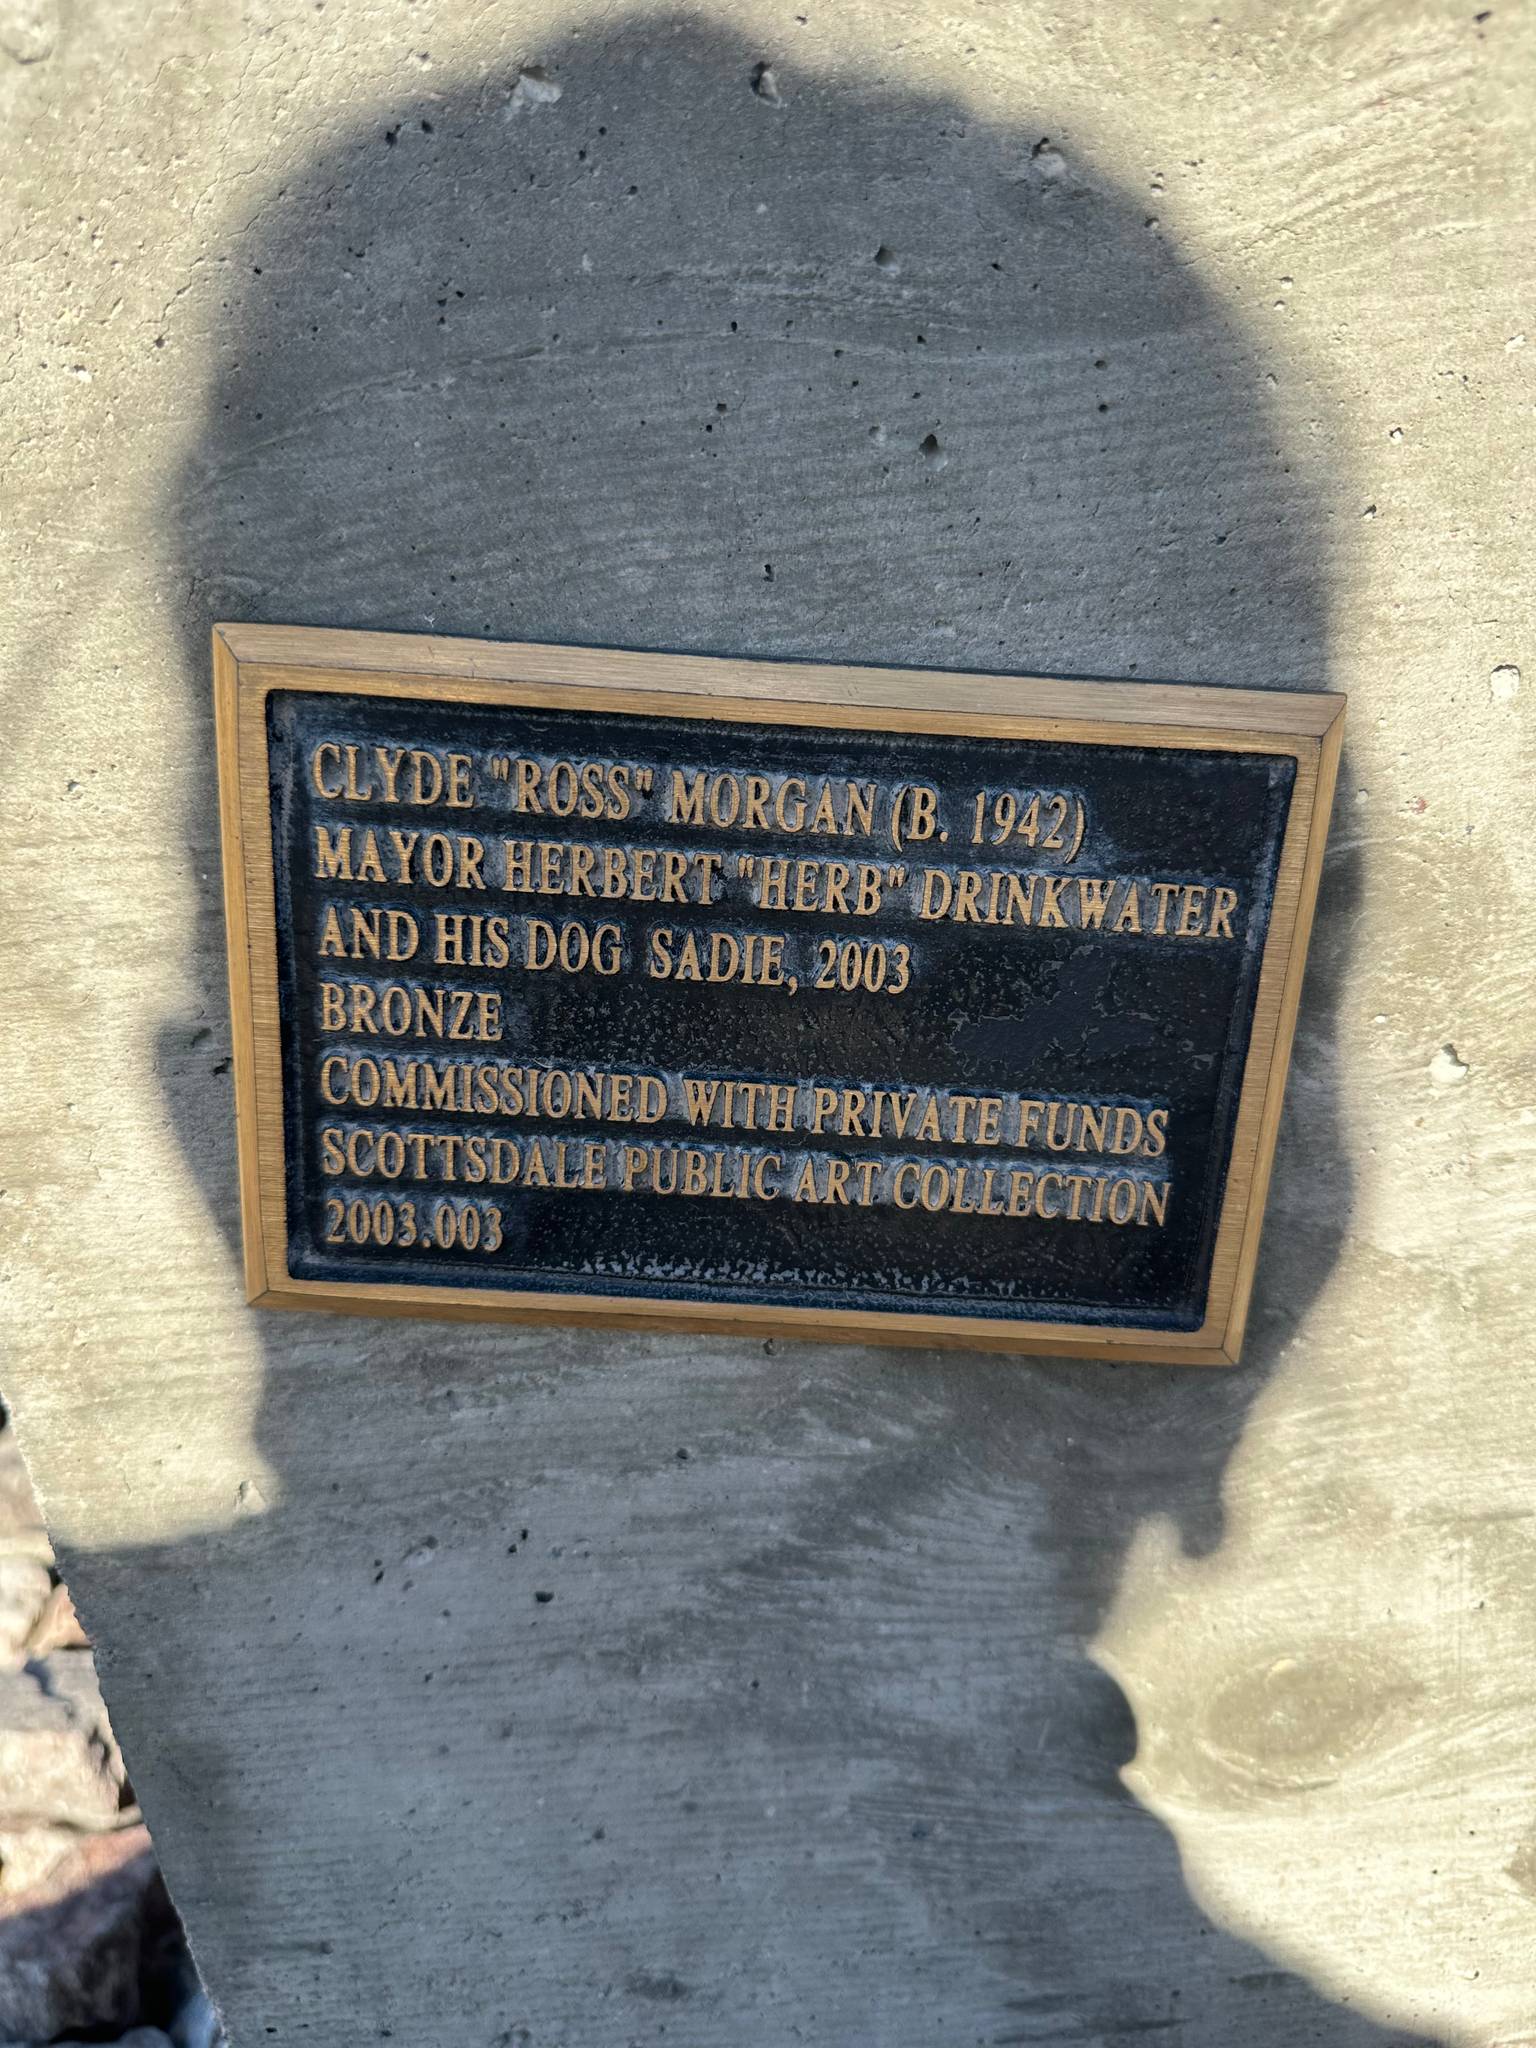 CLYDE "ROSS" MORGAN (B. 1942)
MAYOR HERBERT "HERB" DRINKWATER
AND HIS DOG SADIE, 2003
BRONZE
COMMISSIONED WITH PRIVATE FUNDS
SCOTTSDALE PUBLIC ART COLLECTION
2003.003